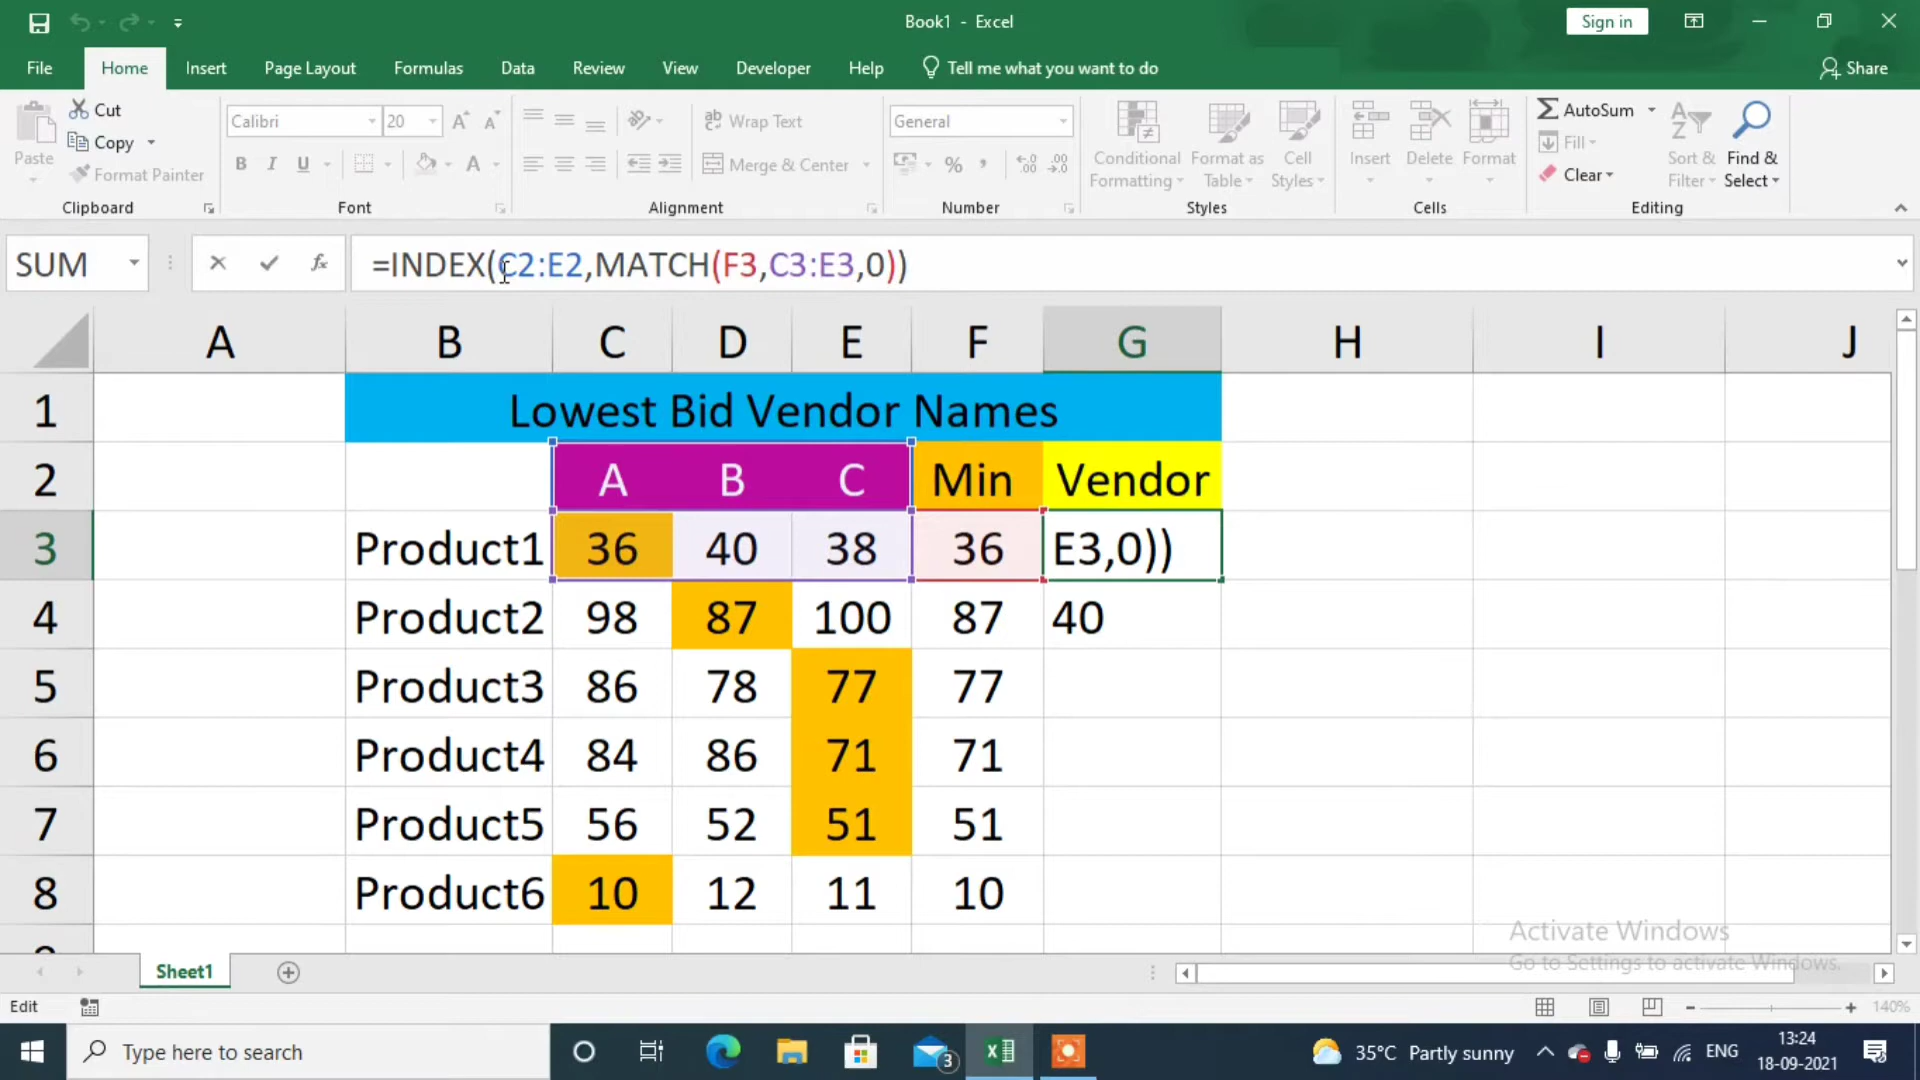 Book1 - Excel
Sign in
File Home Insert Page Layout Formulas Data Review View Developer Help Tell me what you want to do Share
Paste
Cut
Copy
Format Painter
Clipboard
Calibri 20
B I U
Font
Wrap Text
Merge & Center
Alignment
General
Number
Conditional Formatting
Format as Table
Cell Styles
Styles
Insert Delete Format
Cells
AutoSum
Fill
Clear
Sort & Filter
Find & Select
Editing
SUM fx =INDEX(C2:E2,MATCH(F3,C3:E3,0))
A B C D E F G H I J
1 Lowest Bid Vendor Names
2 A B C Min Vendor
3 Product1 36 40 38 36 E3,0))
4 Product2 98 87 100 87 40
5 Product3 86 78 77 77
6 Product4 84 86 71 71
7 Product5 56 52 51 51
8 Product6 10 12 11 10
Activate Windows
Go to Settings to activate Windows.
Sheet1
Edit
140%
Type here to search
3
35°C Partly sunny
ENG
13:24
18-09-2021